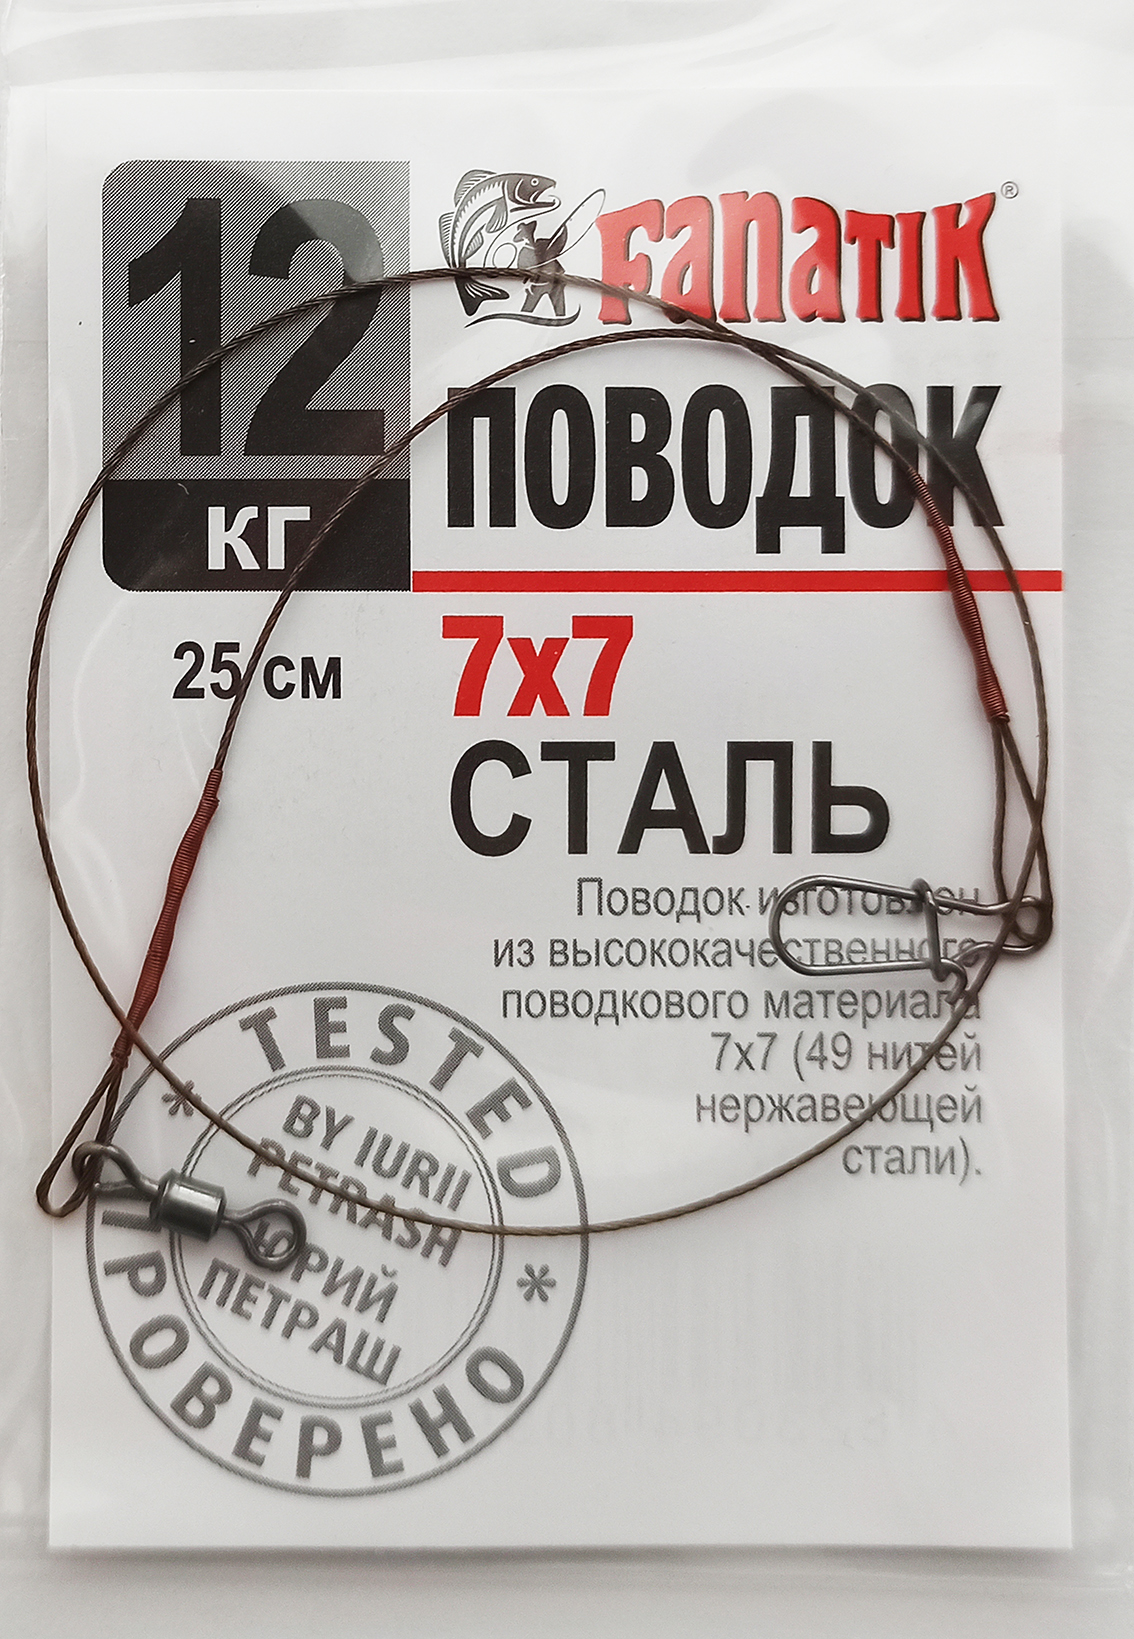 12
кг
25 см
Fanatik®
ПОВОДОК
7x7
СТАЛЬ
Поводок изготовлен
из высококачественного
поводкового материала
7x7 (49 нитей
нержавеющей
стали).
* TESTED *
BY IURII
PETRASH
ЮРИЙ
ПЕТРАШ
ПРОВЕРЕНО